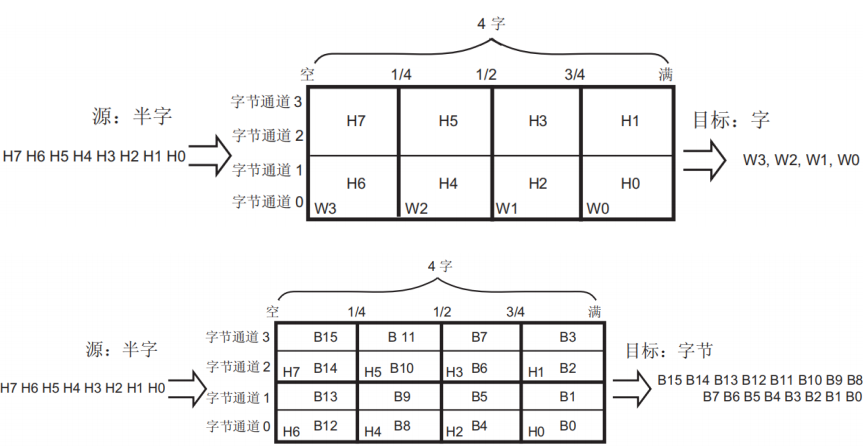 4 字
空 1/4 1/2 3/4 满
源：半字
H7 H6 H5 H4 H3 H2 H1 H0
字节通道 3
字节通道 2
字节通道 1
字节通道 0
H7 H5 H3 H1
H6 H4 H2 H0
W3 W2 W1 W0
目标：字
W3, W2, W1, W0
4 字
空 1/4 1/2 3/4 满
源：半字
H7 H6 H5 H4 H3 H2 H1 H0
字节通道 3
字节通道 2
字节通道 1
字节通道 0
B15 B 11 B7 B3
H7 B14 H5 B10 H3 B6 H1 B2
B13 B9 B5 B1
H6 B12 H4 B8 H2 B4 H0 B0
目标：字节
B15 B14 B13 B12 B11 B10 B9 B8
B7 B6 B5 B4 B3 B2 B1 B0